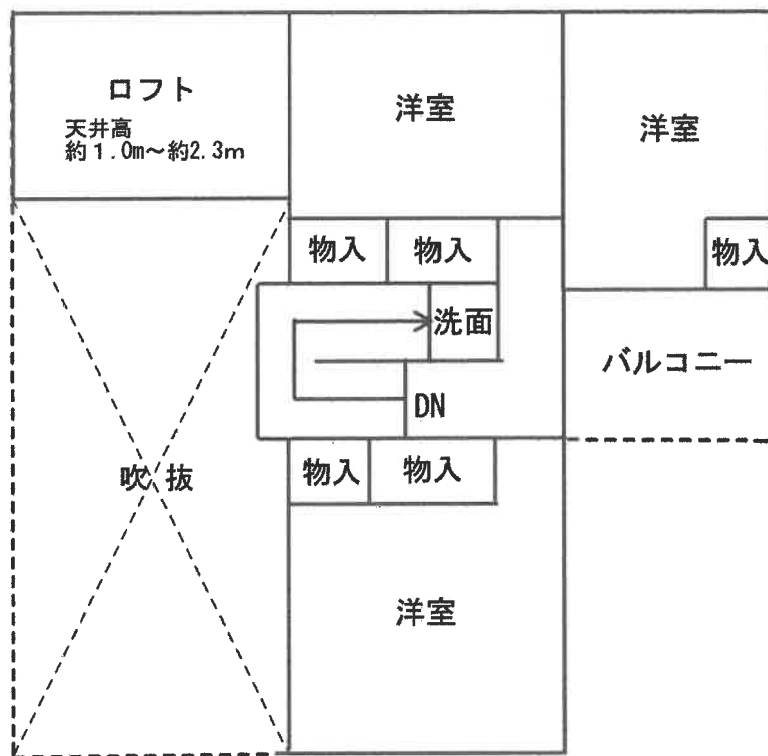 ロフト
天井高
約1.0m～約2.3m
洋室
洋室
物入
物入
物入
洗面
バルコニー
DN
物入
物入
吹抜
洋室